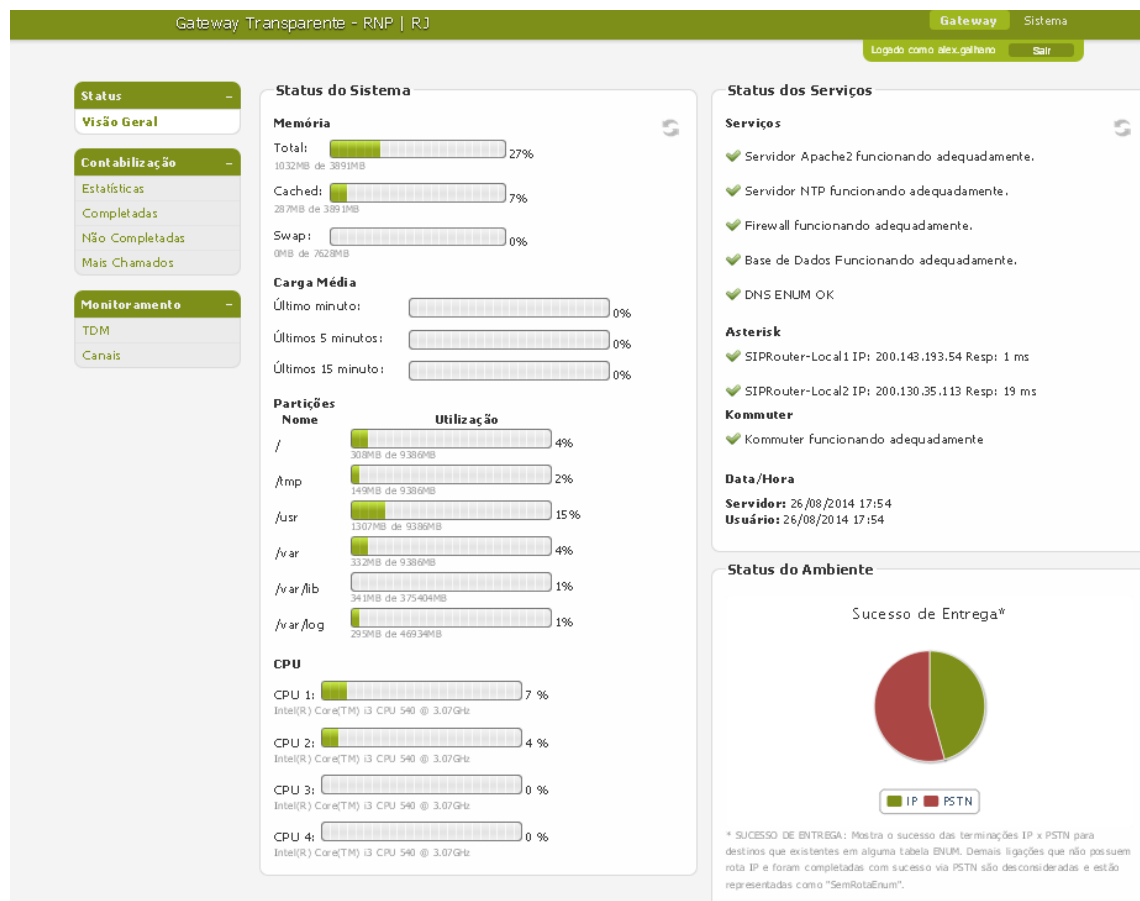 Gateway Transparente - RNP | RJ
Gateway Sistema
Logado como alex.galhano Sair
Status –
Visão Geral
Contabilização –
Estatísticas
Completadas
Não Completadas
Mais Chamados
Monitoramento –
TDM
Canais
Status do Sistema
Memória
Total: 27%
1032MB de 3891MB
Cached: 7%
287MB de 3891MB
Swap: 0%
0MB de 7628MB
Carga Média
Último minuto: 0%
Últimos 5 minutos: 0%
Últimos 15 minuto: 0%
Partições
Nome Utilização
/ 4%
308MB de 9386MB
/tmp 2%
149MB de 9386MB
/usr 15%
1307MB de 9386MB
/var 4%
332MB de 9386MB
/var/lib 1%
341MB de 375404MB
/var/log 1%
295MB de 46934MB
CPU
CPU 1: 7 %
Intel(R) Core(TM) i3 CPU 540 @ 3.07GHz
CPU 2: 4 %
Intel(R) Core(TM) i3 CPU 540 @ 3.07GHz
CPU 3: 0 %
Intel(R) Core(TM) i3 CPU 540 @ 3.07GHz
CPU 4: 0 %
Intel(R) Core(TM) i3 CPU 540 @ 3.07GHz
Status dos Serviços
Serviços
Servidor Apache2 funcionando adequadamente.
Servidor NTP funcionando adequadamente.
Firewall funcionando adequadamente.
Base de Dados Funcionando adequadamente.
DNS ENUM OK
Asterisk
SIPRouter-Local1 IP: 200.143.193.54 Resp: 1 ms
SIPRouter-Local2 IP: 200.130.35.113 Resp: 19 ms
Kommuter
Kommuter funcionando adequadamente
Data/Hora
Servidor: 26/08/2014 17:54
Usuário: 26/08/2014 17:54
Status do Ambiente
Sucesso de Entrega*
IP PSTN
* SUCESSO DE ENTREGA: Mostra o sucesso das terminações IP x PSTN para
destinos que existentes em alguma tabela ENUM. Demais ligações que não possuem
rota IP e foram completadas com sucesso via PSTN são desconsideradas e estão
representadas como "SemRotaEnum".